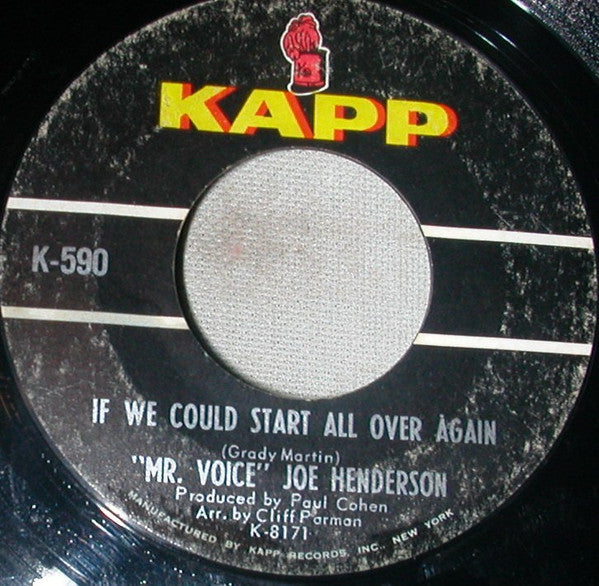 KAPP
K-590
IF WE COULD START ALL OVER AGAIN
(Grady Martin)
"MR. VOICE" JOE HENDERSON
Produced by Paul Cohen
Arr. by Cliff Parman
K-8171
MANUFACTURED BY KAPP RECORDS, INC., NEW YORK